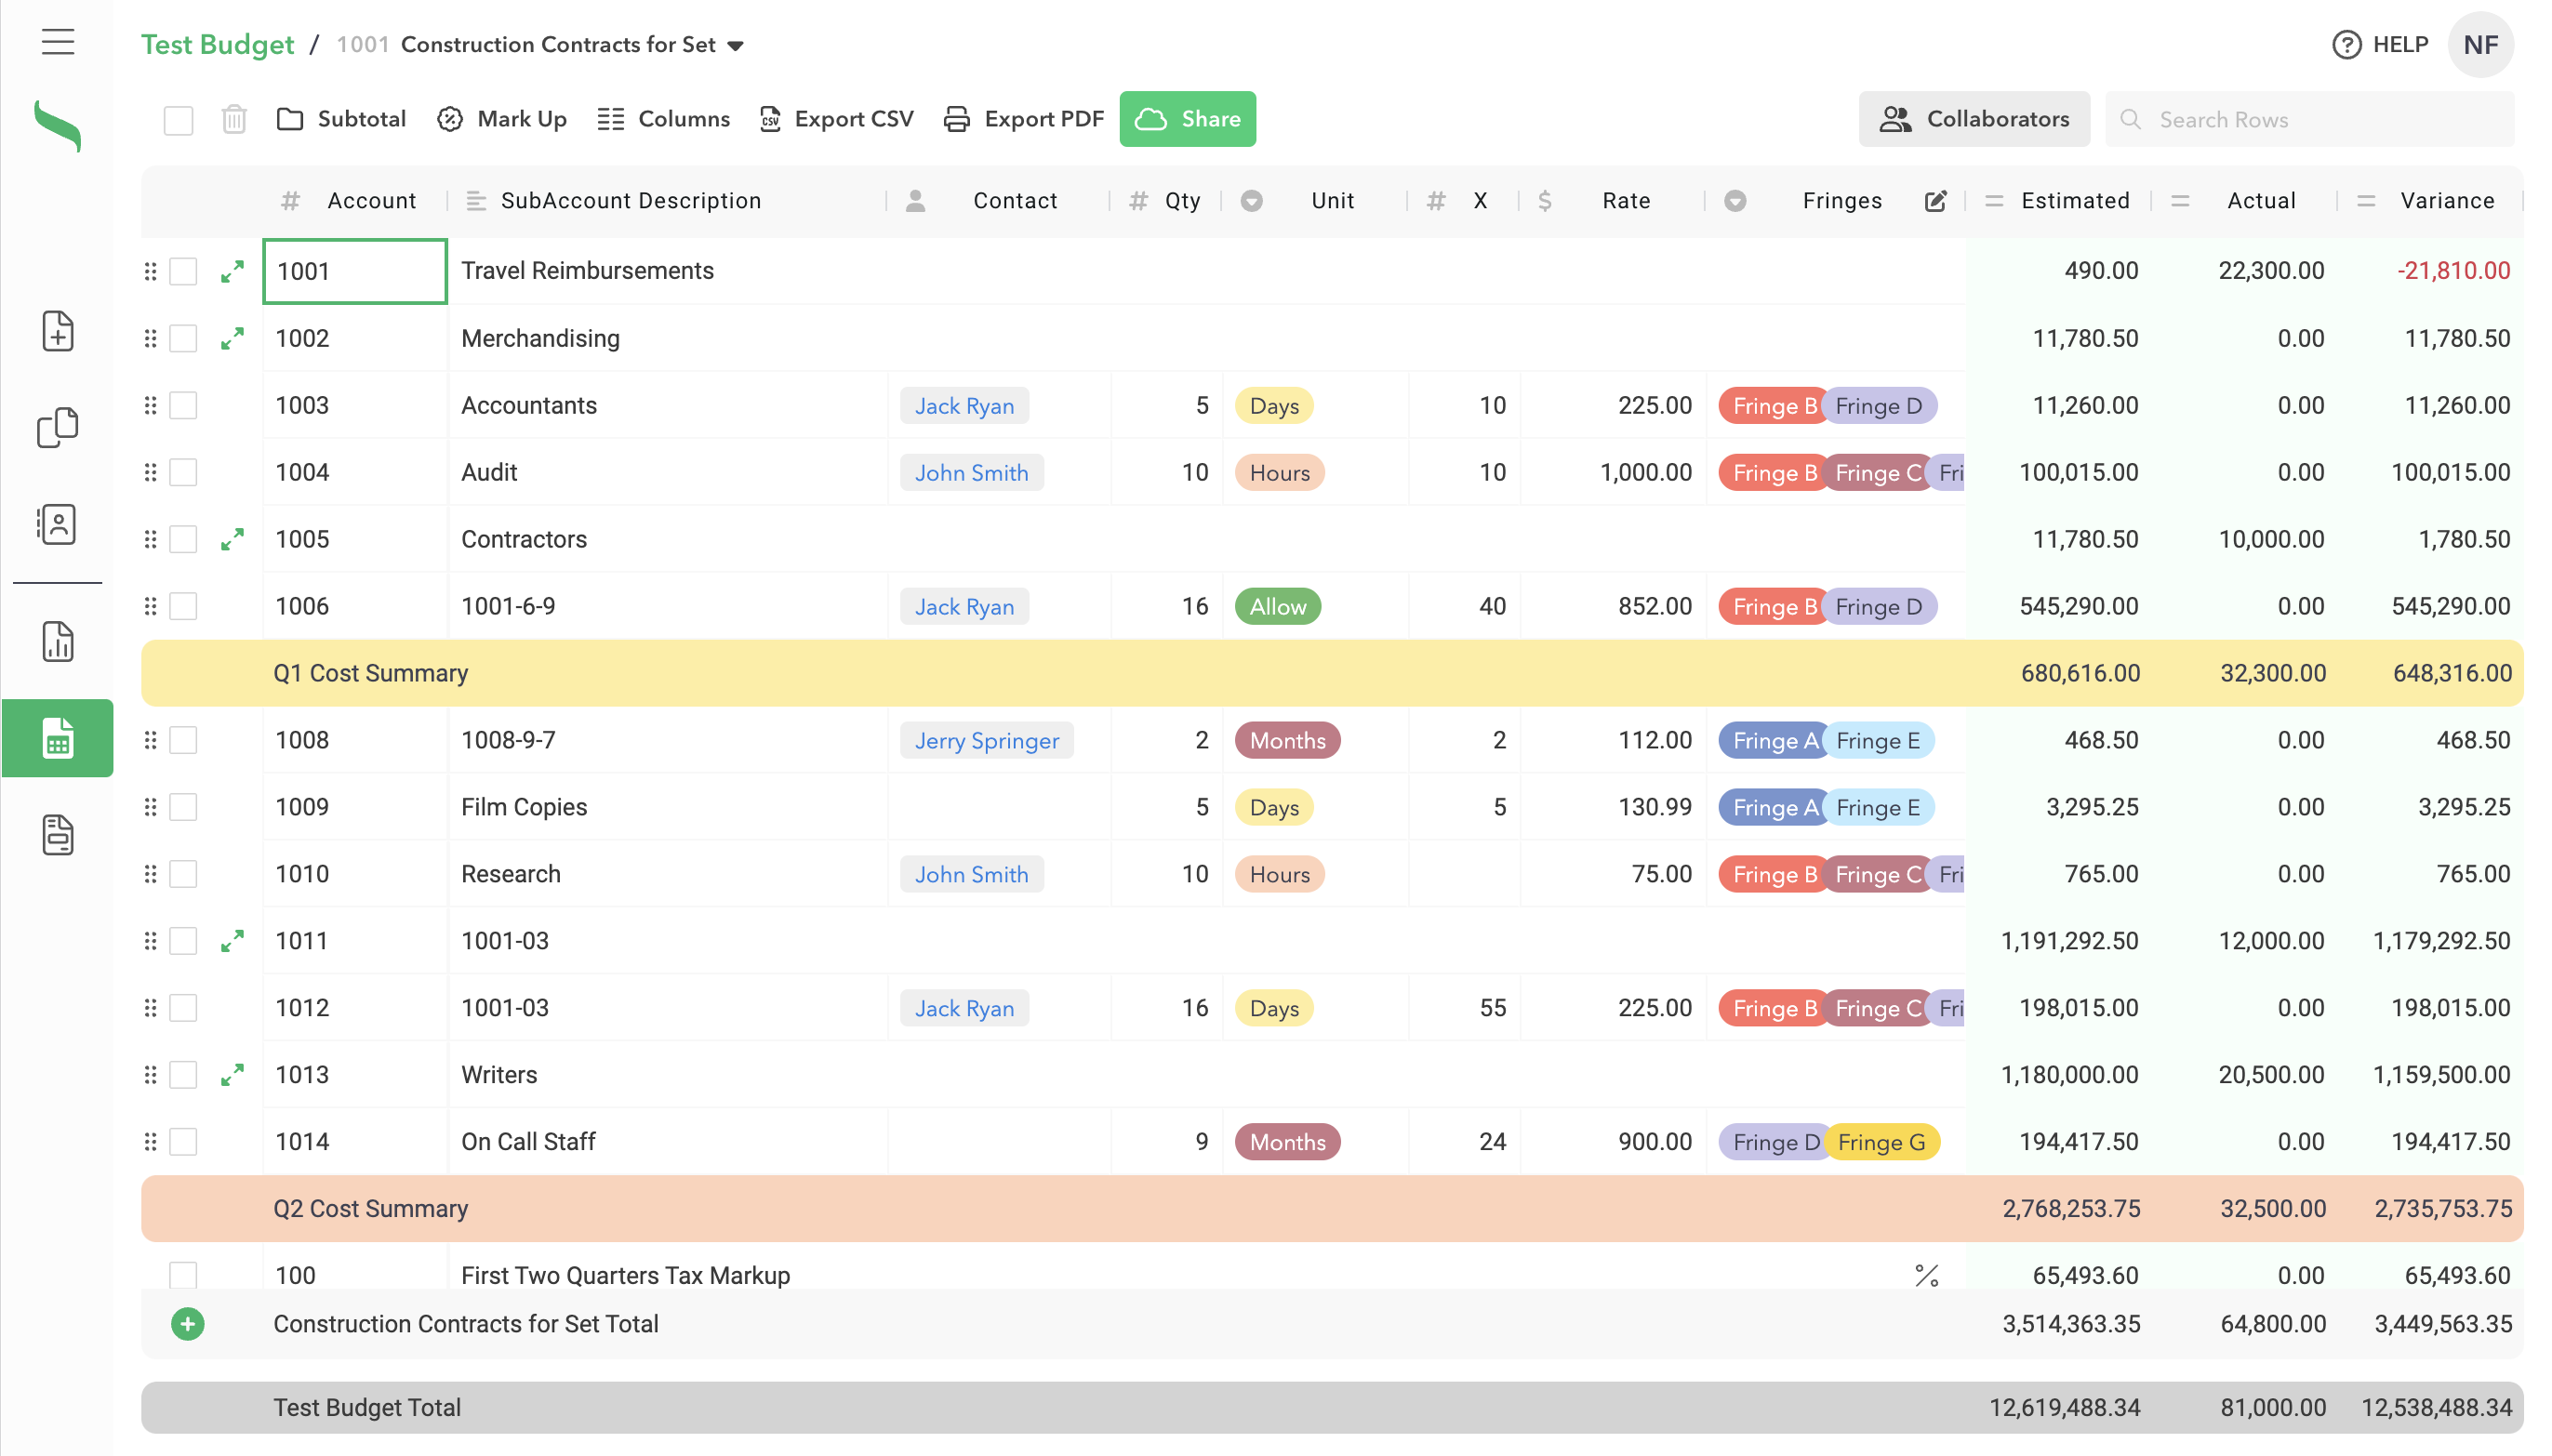 Test Budget / 1001 Construction Contracts for Set HELP NF
Subtotal Mark Up Columns CSV Export CSV Export PDF Share Collaborators Search Rows
# Account SubAccount Description Contact # Qty Unit # X $ Rate Fringes = Estimated = Actual = Variance
1001 Travel Reimbursements 490.00 22,300.00 -21,810.00
1002 Merchandising 11,780.50 0.00 11,780.50
1003 Accountants Jack Ryan 5 Days 10 225.00 Fringe B Fringe D 11,260.00 0.00 11,260.00
1004 Audit John Smith 10 Hours 10 1,000.00 Fringe B Fringe C Fri 100,015.00 0.00 100,015.00
1005 Contractors 11,780.50 10,000.00 1,780.50
1006 1001-6-9 Jack Ryan 16 Allow 40 852.00 Fringe B Fringe D 545,290.00 0.00 545,290.00
Q1 Cost Summary 680,616.00 32,300.00 648,316.00
1008 1008-9-7 Jerry Springer 2 Months 2 112.00 Fringe A Fringe E 468.50 0.00 468.50
1009 Film Copies 5 Days 5 130.99 Fringe A Fringe E 3,295.25 0.00 3,295.25
1010 Research John Smith 10 Hours 75.00 Fringe B Fringe C Fri 765.00 0.00 765.00
1011 1001-03 1,191,292.50 12,000.00 1,179,292.50
1012 1001-03 Jack Ryan 16 Days 55 225.00 Fringe B Fringe C Fri 198,015.00 0.00 198,015.00
1013 Writers 1,180,000.00 20,500.00 1,159,500.00
1014 On Call Staff 9 Months 24 900.00 Fringe D Fringe G 194,417.50 0.00 194,417.50
Q2 Cost Summary 2,768,253.75 32,500.00 2,735,753.75
100 First Two Quarters Tax Markup % 65,493.60 0.00 65,493.60
Construction Contracts for Set Total 3,514,363.35 64,800.00 3,449,563.35
Test Budget Total 12,619,488.34 81,000.00 12,538,488.34